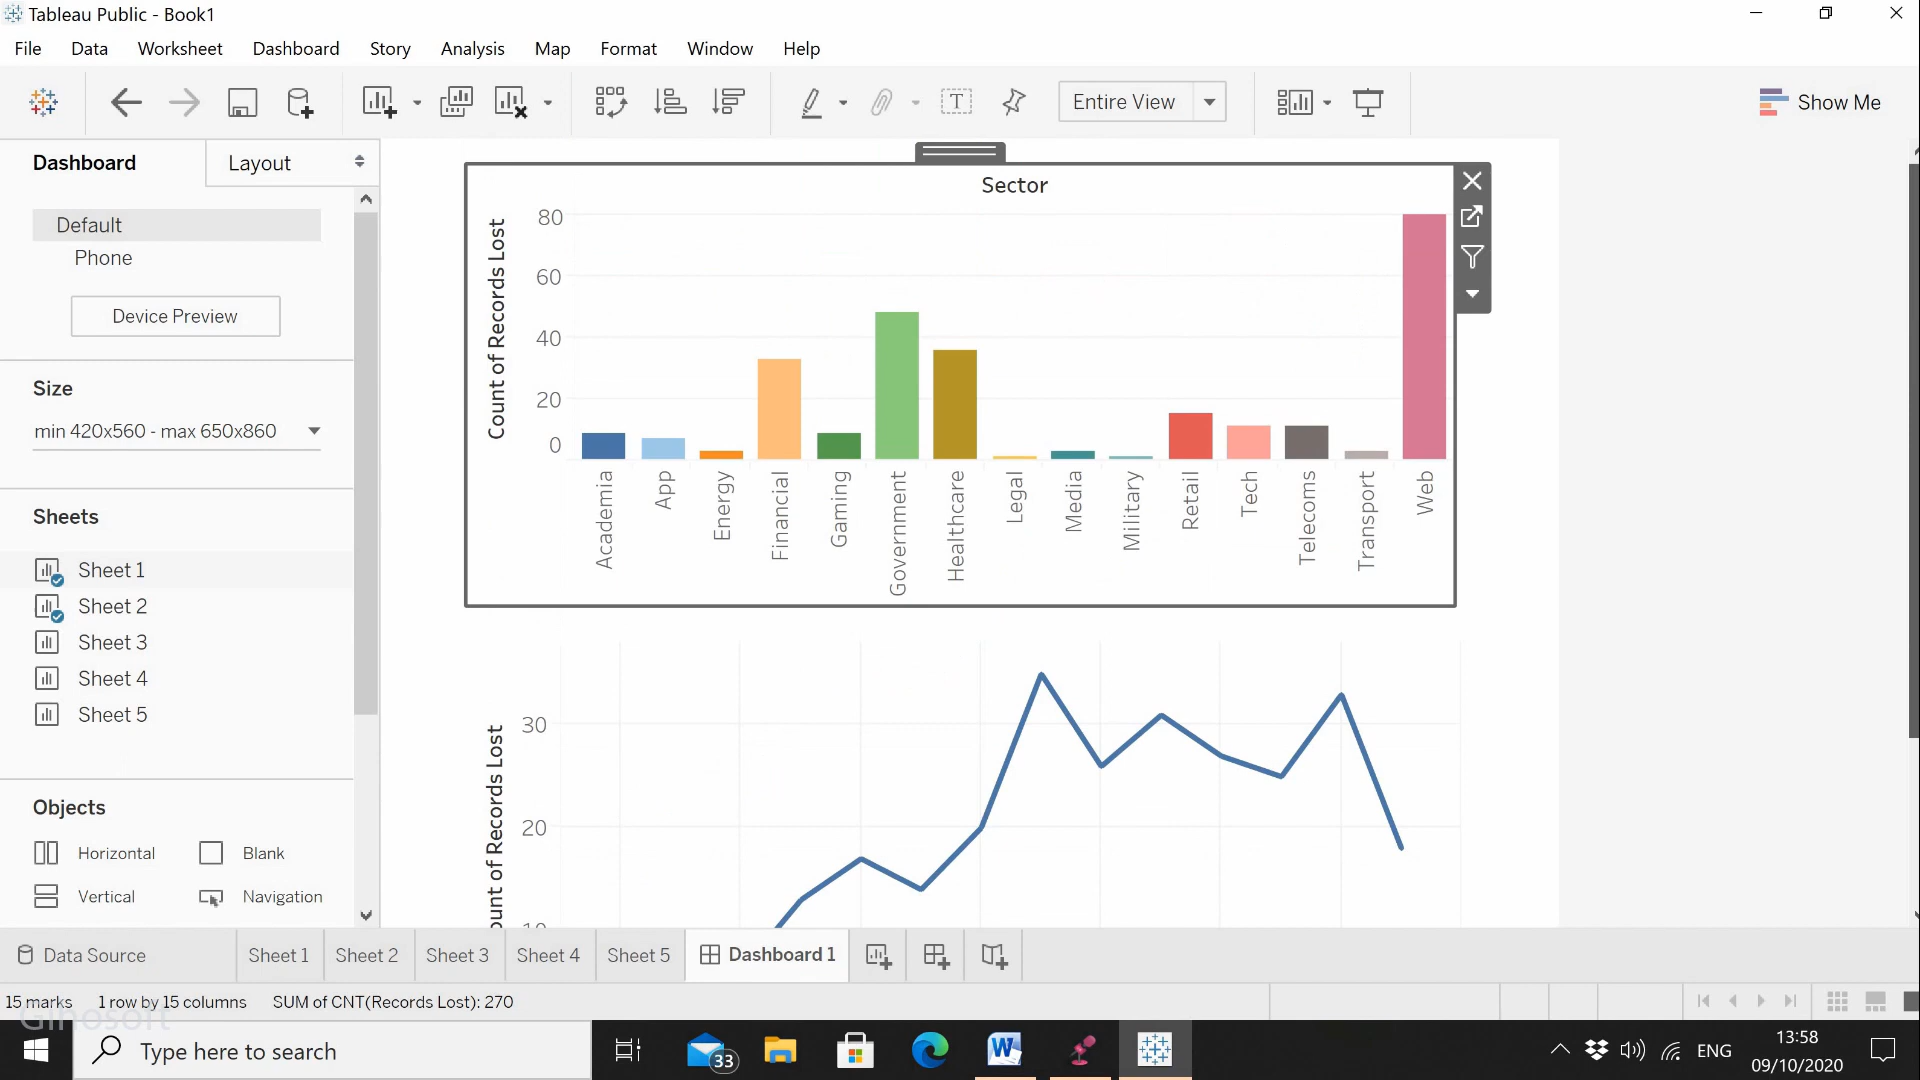 Tableau Public - Book1
File Data Worksheet Dashboard Story Analysis Map Format Window Help
Entire View
Show Me
Dashboard Layout
Default
Phone
Device Preview
Size
min 420x560 - max 650x860
Sheets
Sheet 1
Sheet 2
Sheet 3
Sheet 4
Sheet 5
Objects
Horizontal Blank
Vertical Navigation
Sector
Count of Records Lost
80
60
40
20
0
Academia App Energy Financial Gaming Government Healthcare Legal Media Military Retail Tech Telecoms Transport Web
ount of Records Lost
30
20
10
Data Source Sheet 1 Sheet 2 Sheet 3 Sheet 4 Sheet 5 Dashboard 1
15 marks 1 row by 15 columns SUM of CNT(Records Lost): 270
Gihosoft
Type here to search
33
ENG
13:58
09/10/2020